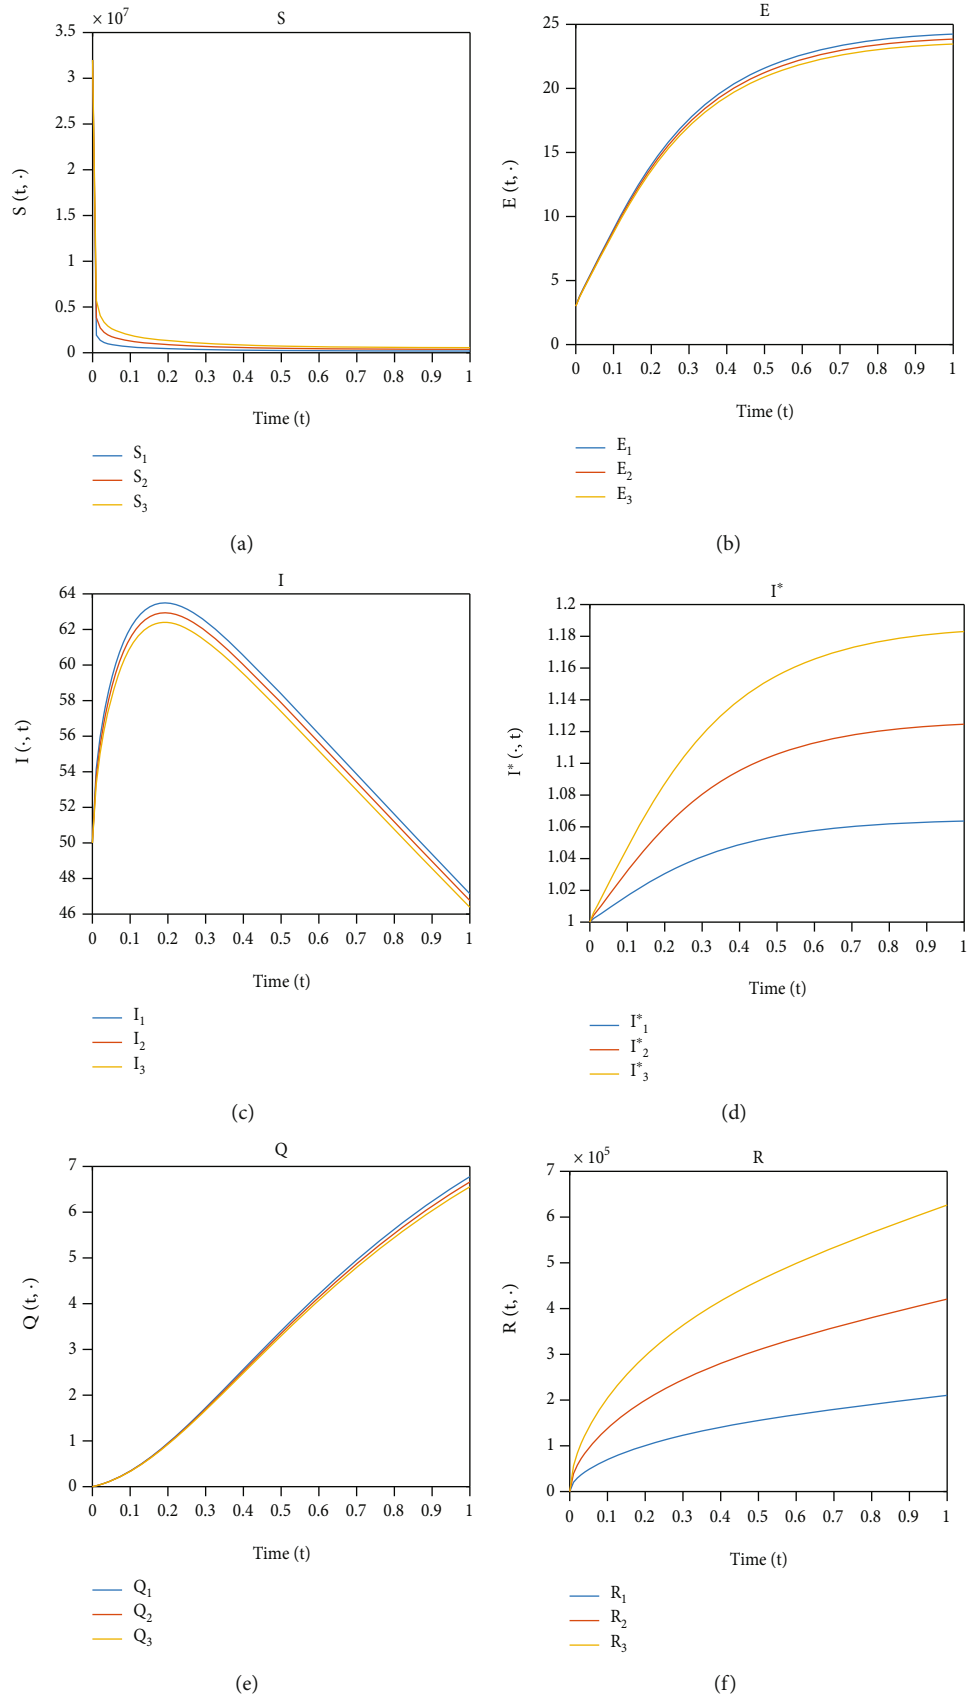 S
× 10⁷
3.5
3
2.5
2
1.5
1
0.5
0
S (t, ·)
0 0.1 0.2 0.3 0.4 0.5 0.6 0.7 0.8 0.9 1
Time (t)
S₁
S₂
S₃
(a)
E
25
20
15
10
5
0
E (t, ·)
0 0.1 0.2 0.3 0.4 0.5 0.6 0.7 0.8 0.9 1
Time (t)
E₁
E₂
E₃
(b)
I
64
62
60
58
56
54
52
50
48
46
I (·, t)
0 0.1 0.2 0.3 0.4 0.5 0.6 0.7 0.8 0.9 1
Time (t)
I₁
I₂
I₃
(c)
I*
1.2
1.18
1.16
1.14
1.12
1.1
1.08
1.06
1.04
1.02
1
I* (·, t)
0 0.1 0.2 0.3 0.4 0.5 0.6 0.7 0.8 0.9 1
Time (t)
I*₁
I*₂
I*₃
(d)
Q
7
6
5
4
3
2
1
0
Q (t, ·)
0 0.1 0.2 0.3 0.4 0.5 0.6 0.7 0.8 0.9 1
Time (t)
Q₁
Q₂
Q₃
(e)
R
× 10⁵
7
6
5
4
3
2
1
0
R (t, ·)
0 0.1 0.2 0.3 0.4 0.5 0.6 0.7 0.8 0.9 1
Time (t)
R₁
R₂
R₃
(f)